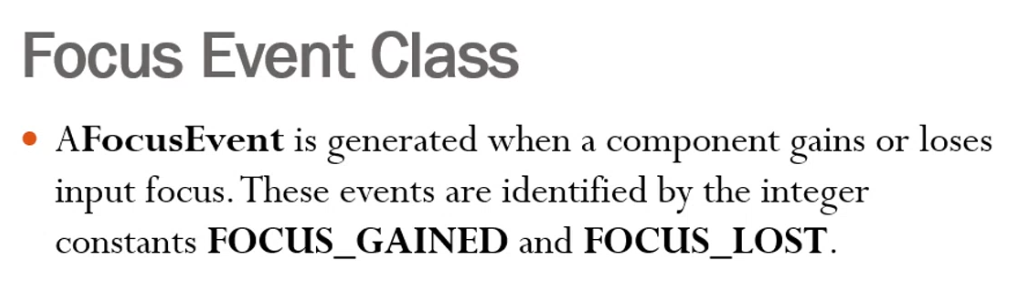 Focus Event Class
• AFocusEvent is generated when a component gains or loses
input focus. These events are identified by the integer
constants FOCUS_GAINED and FOCUS_LOST.